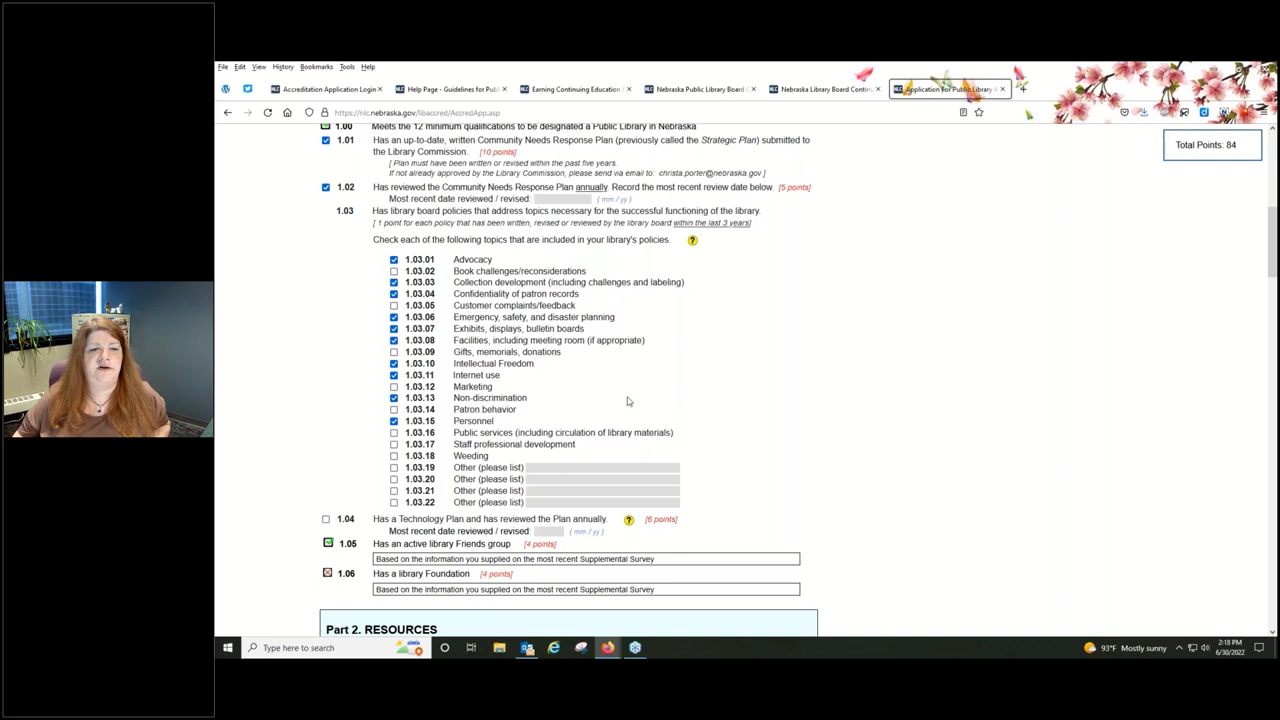 File Edit View History Bookmarks Tools Help
Accreditation Application Login
Help Page - Guidelines for Publ
Earning Continuing Education
Nebraska Public Library Board
Nebraska Library Board Contin
Application For Public Library
https://nlc.nebraska.gov/libaccred/AccredApp.asp
Total Points: 84
1.00 Meets the 12 minimum qualifications to be designated a Public Library in Nebraska
1.01 Has an up-to-date, written Community Needs Response Plan (previously called the Strategic Plan) submitted to
the Library Commission. [10 points]
[ Plan must have been written or revised within the past five years.
If not already approved by the Library Commission, please send via email to: christa.porter@nebraska.gov ]
1.02 Has reviewed the Community Needs Response Plan annually. Record the most recent review date below. [5 points]
Most recent date reviewed / revised: ( mm / yy )
1.03 Has library board policies that address topics necessary for the successful functioning of the library.
[ 1 point for each policy that has been written, revised or reviewed by the library board within the last 3 years]
Check each of the following topics that are included in your library's policies. ?
1.03.01 Advocacy
1.03.02 Book challenges/reconsiderations
1.03.03 Collection development (including challenges and labeling)
1.03.04 Confidentiality of patron records
1.03.05 Customer complaints/feedback
1.03.06 Emergency, safety, and disaster planning
1.03.07 Exhibits, displays, bulletin boards
1.03.08 Facilities, including meeting room (if appropriate)
1.03.09 Gifts, memorials, donations
1.03.10 Intellectual Freedom
1.03.11 Internet use
1.03.12 Marketing
1.03.13 Non-discrimination
1.03.14 Patron behavior
1.03.15 Personnel
1.03.16 Public services (including circulation of library materials)
1.03.17 Staff professional development
1.03.18 Weeding
1.03.19 Other (please list)
1.03.20 Other (please list)
1.03.21 Other (please list)
1.03.22 Other (please list)
1.04 Has a Technology Plan and has reviewed the Plan annually. ? [6 points]
Most recent date reviewed / revised: ( mm / yy )
1.05 Has an active library Friends group [4 points]
Based on the information you supplied on the most recent Supplemental Survey
1.06 Has a library Foundation [4 points]
Based on the information you supplied on the most recent Supplemental Survey
Part 2. RESOURCES
Type here to search
93°F Mostly sunny
2:18 PM
6/30/2022